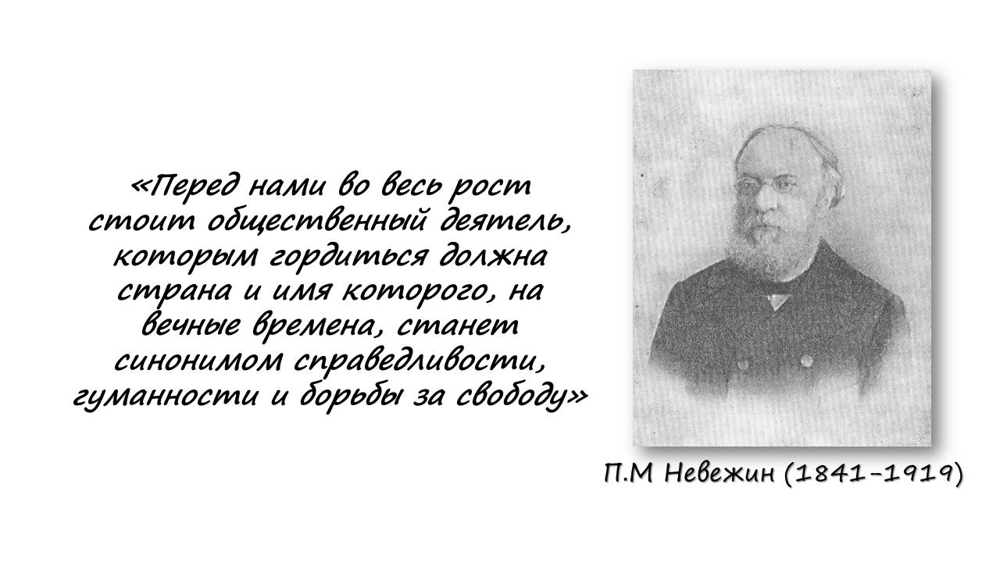 «Перед нами во весь рост
стоит общественный деятель,
которым гордиться должна
страна и имя которого, на
вечные времена, станет
синонимом справедливости,
гуманности и борьбы за свободу»
П.М Невежин (1841-1919)